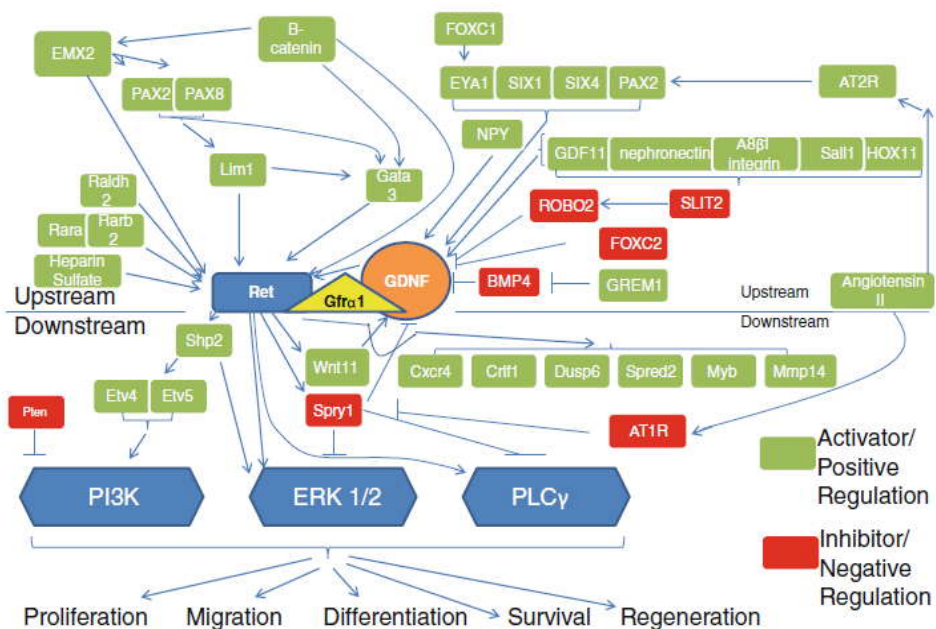 B-
catenin
FOXC1
EMX2
EYA1 SIX1 SIX4 PAX2
AT2R
PAX2 PAX8
NPY
GDF11 nephronectin A8β1 integrin Sall1 HOX11
Lim1
Gata
3
Raldh
2
ROBO2
SLIT2
Rara Rarb
2
FOXC2
Heparin
Sulfate
Ret
Gfrα1
GDNF
BMP4
GREM1
Angiotensin
II
Upstream
Upstream
Downstream
Downstream
Shp2
Wnt11
Cxcr4 Crlf1 Dusp6 Spred2 Myb Mmp14
Etv4 Etv5
Pten
Spry1
AT1R
Activator/
Positive
Regulation
PI3K
ERK 1/2
PLCγ
Inhibitor/
Negative
Regulation
Proliferation Migration Differentiation Survival Regeneration